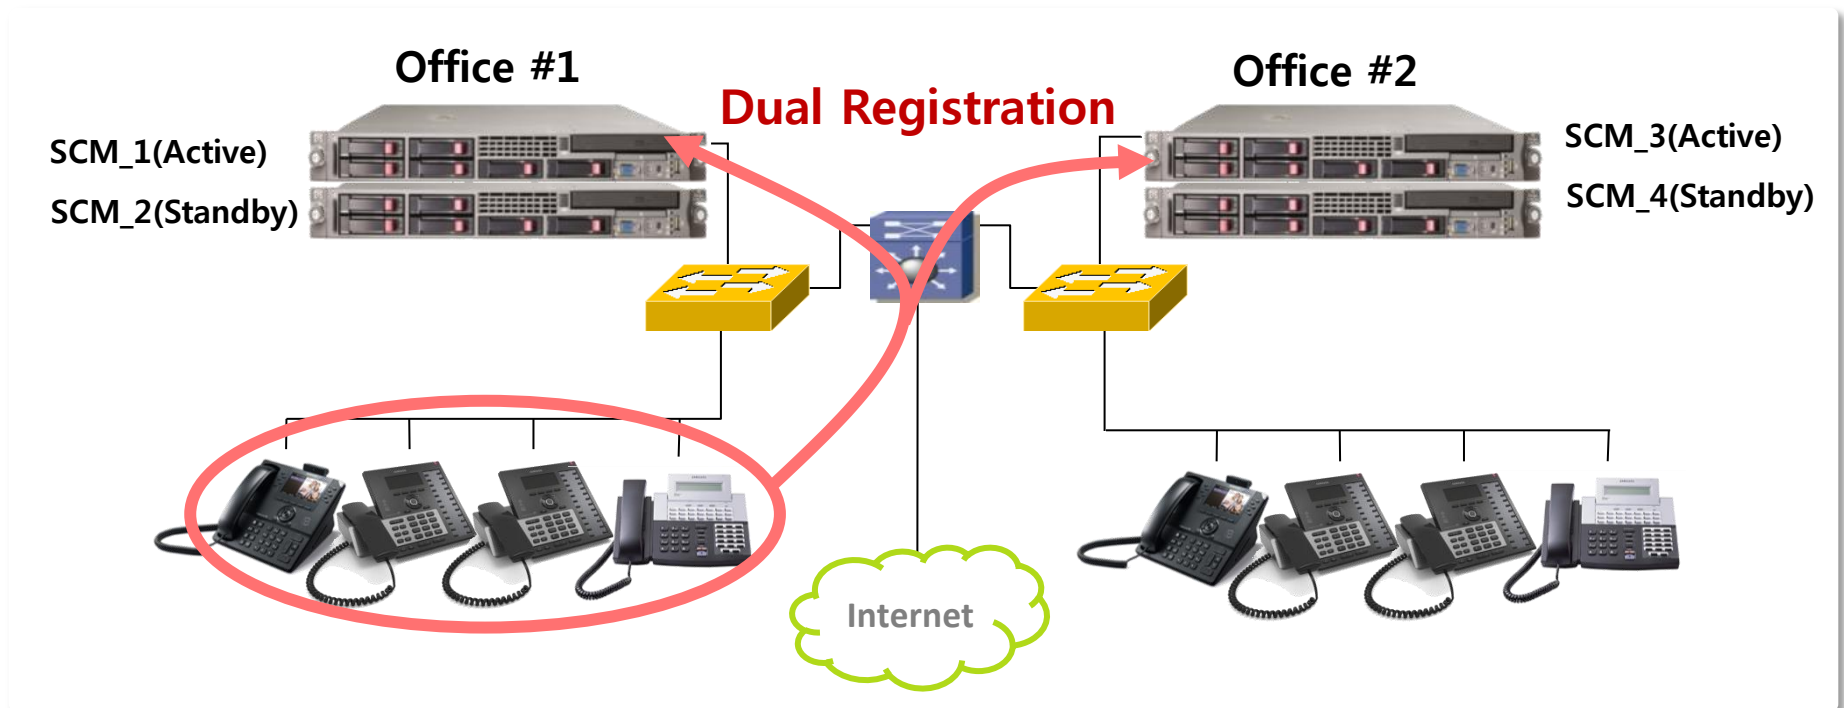 Office #1
Office #2
Dual Registration
SCM_1(Active)
SCM_3(Active)
SCM_2(Standby)
SCM_4(Standby)
Internet